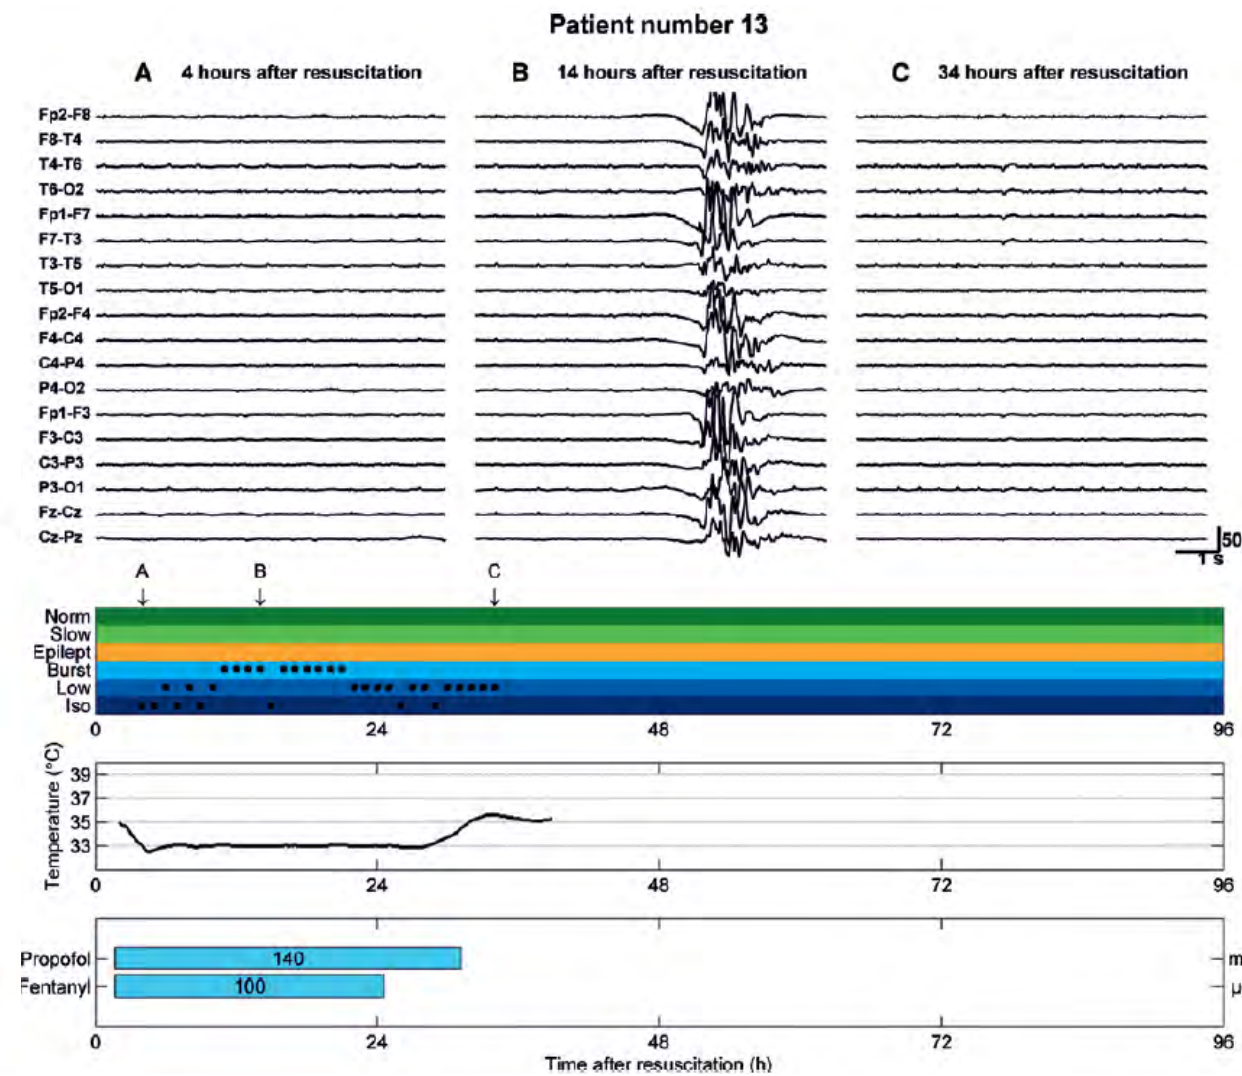 Patient number 13
A 4 hours after resuscitation B 14 hours after resuscitation C 34 hours after resuscitation
Fp2-F8
F8-T4
T4-T6
T6-O2
Fp1-F7
F7-T3
T3-T5
T5-O1
Fp2-F4
F4-C4
C4-P4
P4-O2
Fp1-F3
F3-C3
C3-P3
P3-O1
Fz-Cz
Cz-Pz
50
1 s
A B C
Norm
Slow
Epilept
Burst
Low
Iso
0 24 48 72 96
Temperature (°C)
39
37
35
33
0 24 48 72 96
Propofol 140 m
Fentanyl 100 μ
0 24 48 72 96
Time after resuscitation (h)